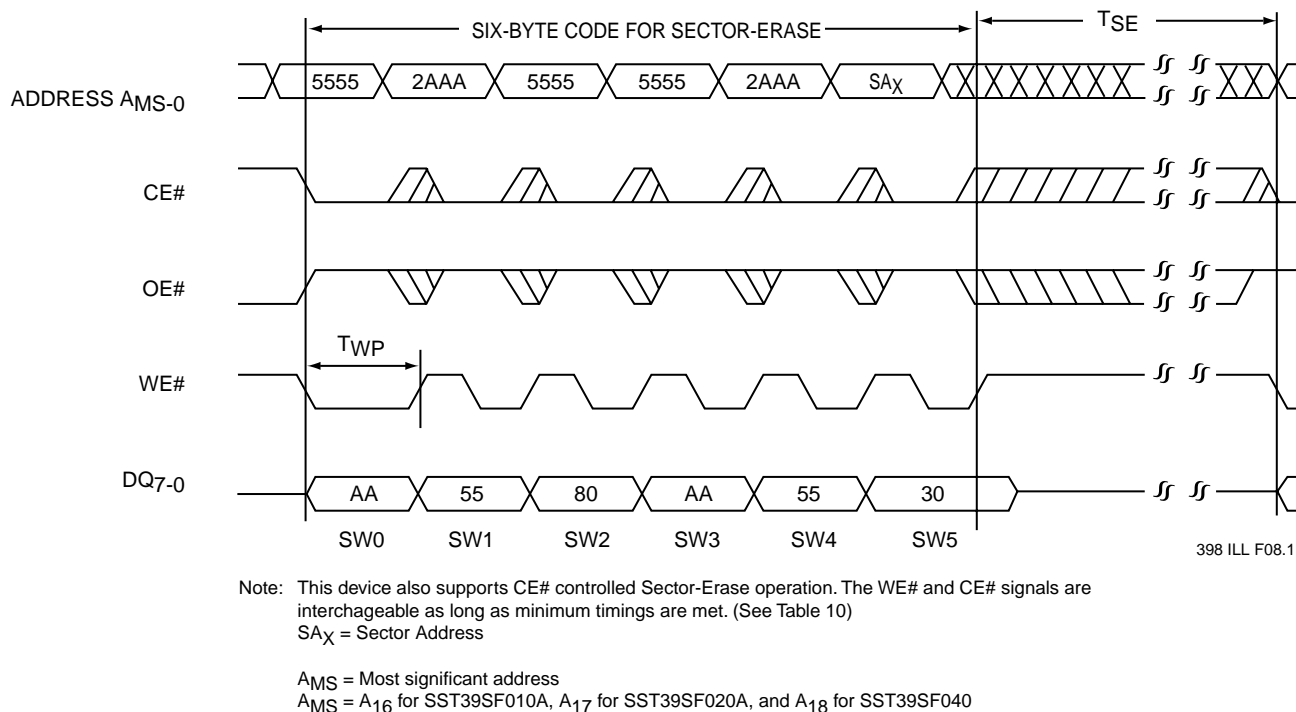 SIX-BYTE CODE FOR SECTOR-ERASE TSE
ADDRESS AMS-0 5555 2AAA 5555 5555 2AAA SAX
CE#
OE#
TWP
WE#
DQ7-0 AA 55 80 AA 55 30
SW0 SW1 SW2 SW3 SW4 SW5
398 ILL F08.1
Note: This device also supports CE# controlled Sector-Erase operation. The WE# and CE# signals are
interchageable as long as minimum timings are met. (See Table 10)
SAX = Sector Address
AMS = Most significant address
AMS = A16 for SST39SF010A, A17 for SST39SF020A, and A18 for SST39SF040